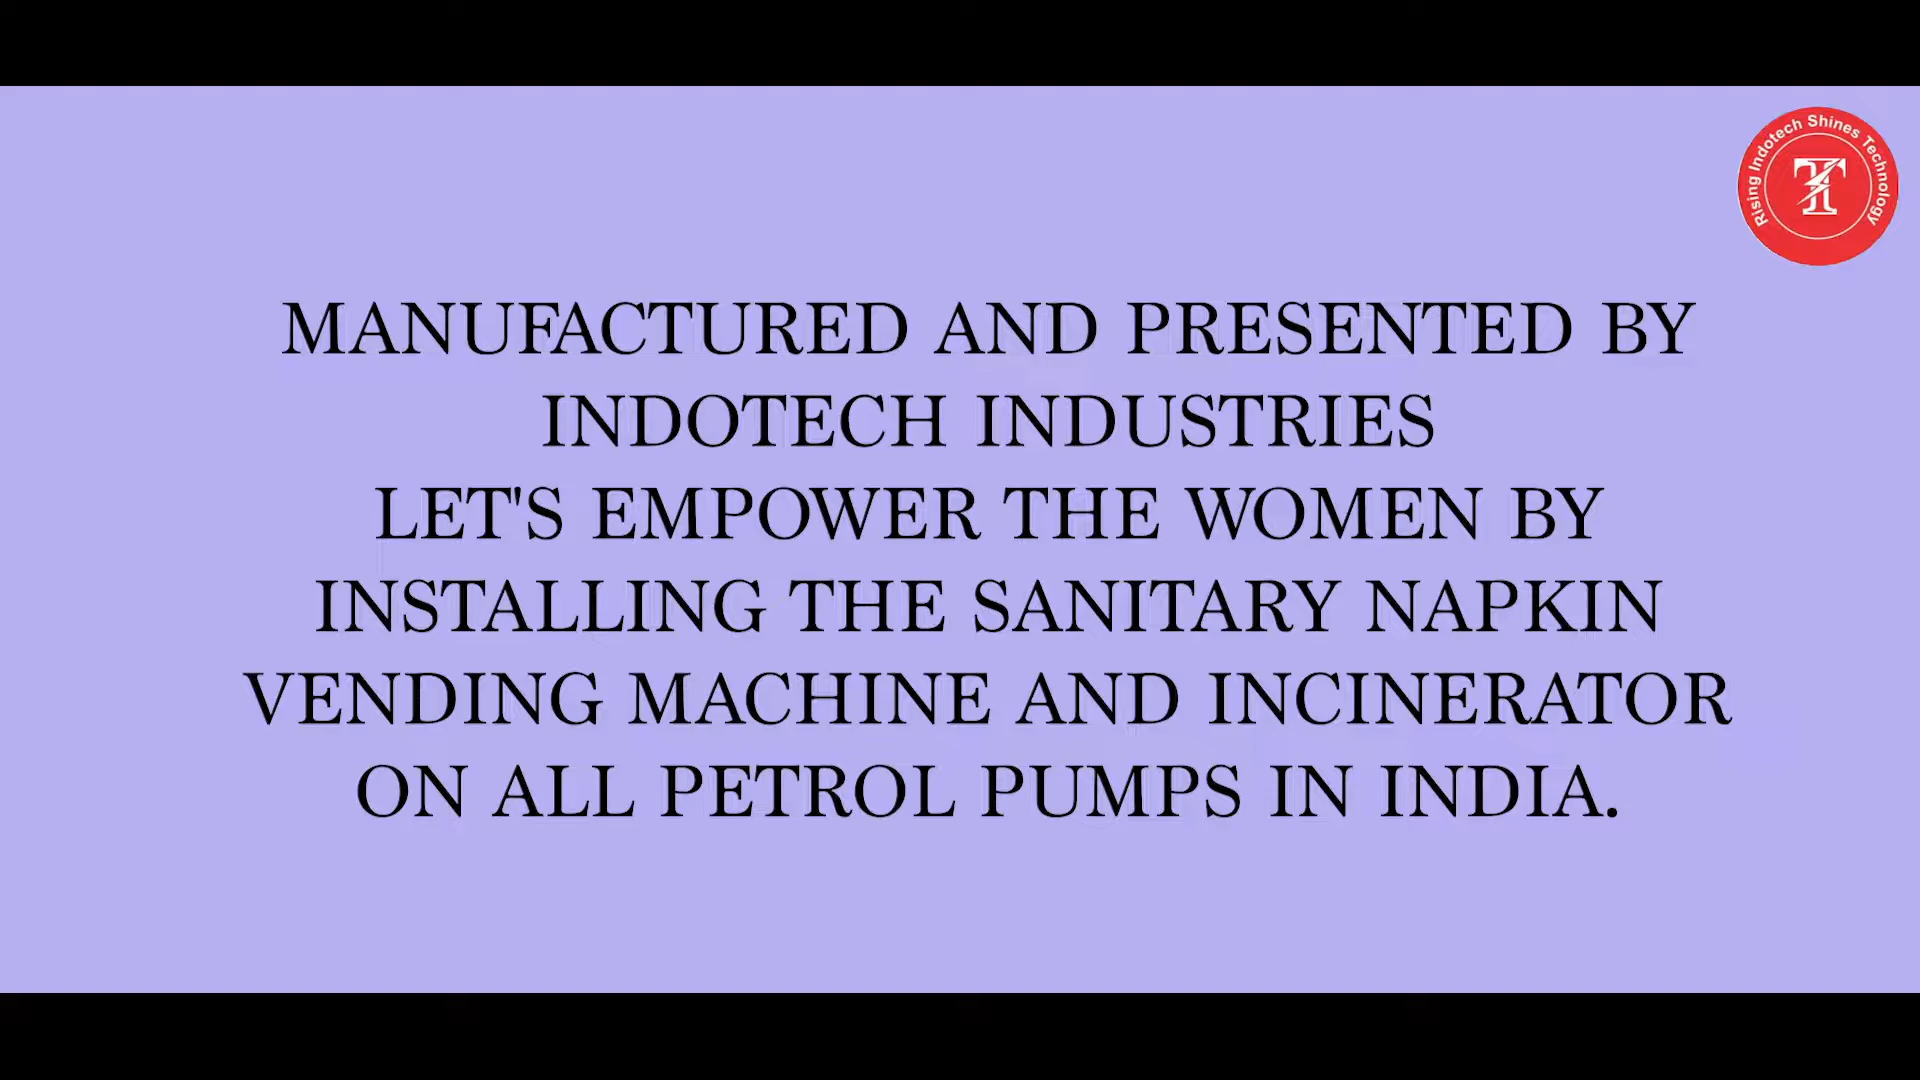 Rising Indotech Shines Technology
MANUFACTURED AND PRESENTED BY
INDOTECH INDUSTRIES
LET'S EMPOWER THE WOMEN BY
INSTALLING THE SANITARY NAPKIN
VENDING MACHINE AND INCINERATOR
ON ALL PETROL PUMPS IN INDIA.